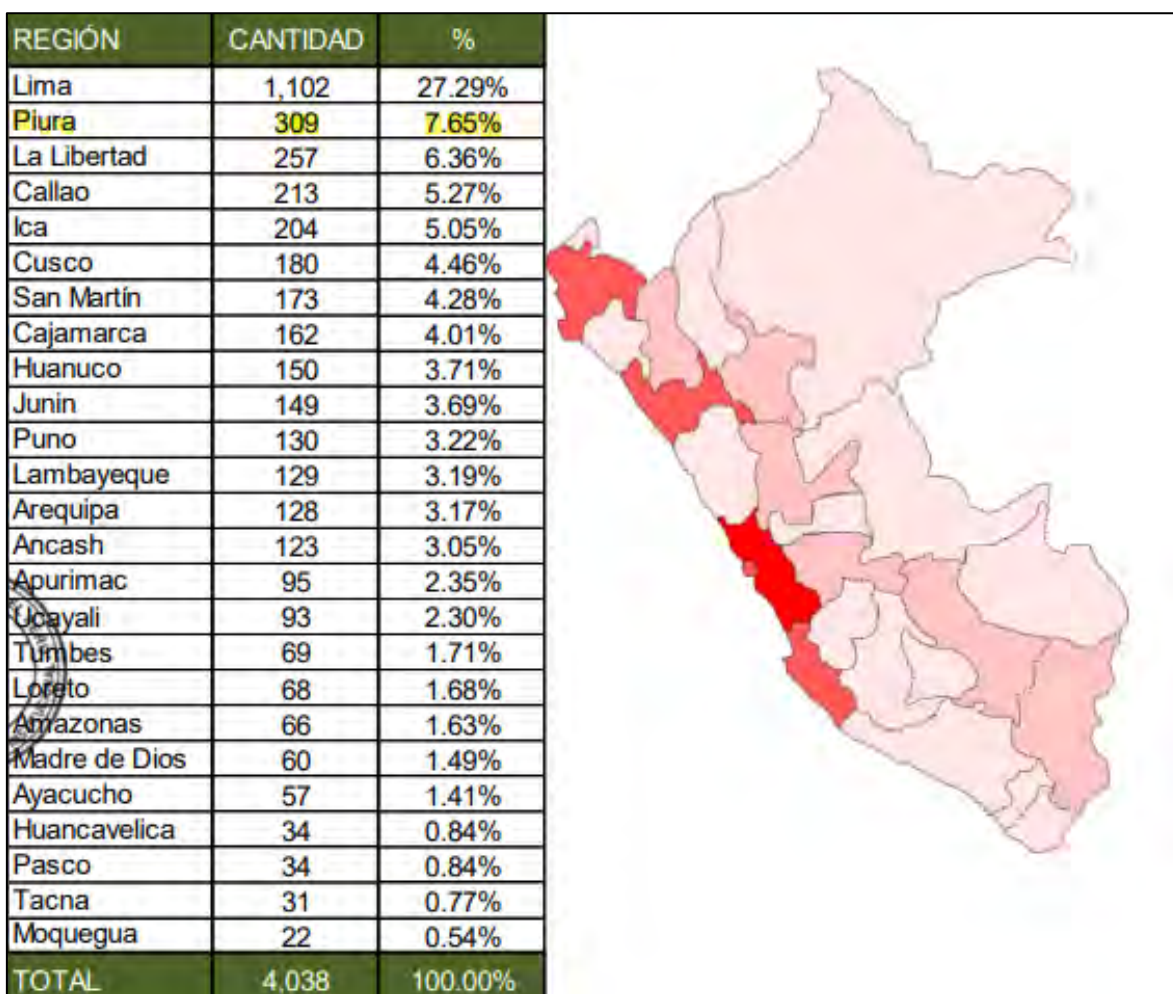 REGIÓN CANTIDAD %
Lima 1,102 27.29%
Piura 309 7.65%
La Libertad 257 6.36%
Callao 213 5.27%
Ica 204 5.05%
Cusco 180 4.46%
San Martín 173 4.28%
Cajamarca 162 4.01%
Huanuco 150 3.71%
Junin 149 3.69%
Puno 130 3.22%
Lambayeque 129 3.19%
Arequipa 128 3.17%
Ancash 123 3.05%
Apurimac 95 2.35%
Ucayali 93 2.30%
Tumbes 69 1.71%
Loreto 68 1.68%
Amazonas 66 1.63%
Madre de Dios 60 1.49%
Ayacucho 57 1.41%
Huancavelica 34 0.84%
Pasco 34 0.84%
Tacna 31 0.77%
Moquegua 22 0.54%
TOTAL 4,038 100.00%